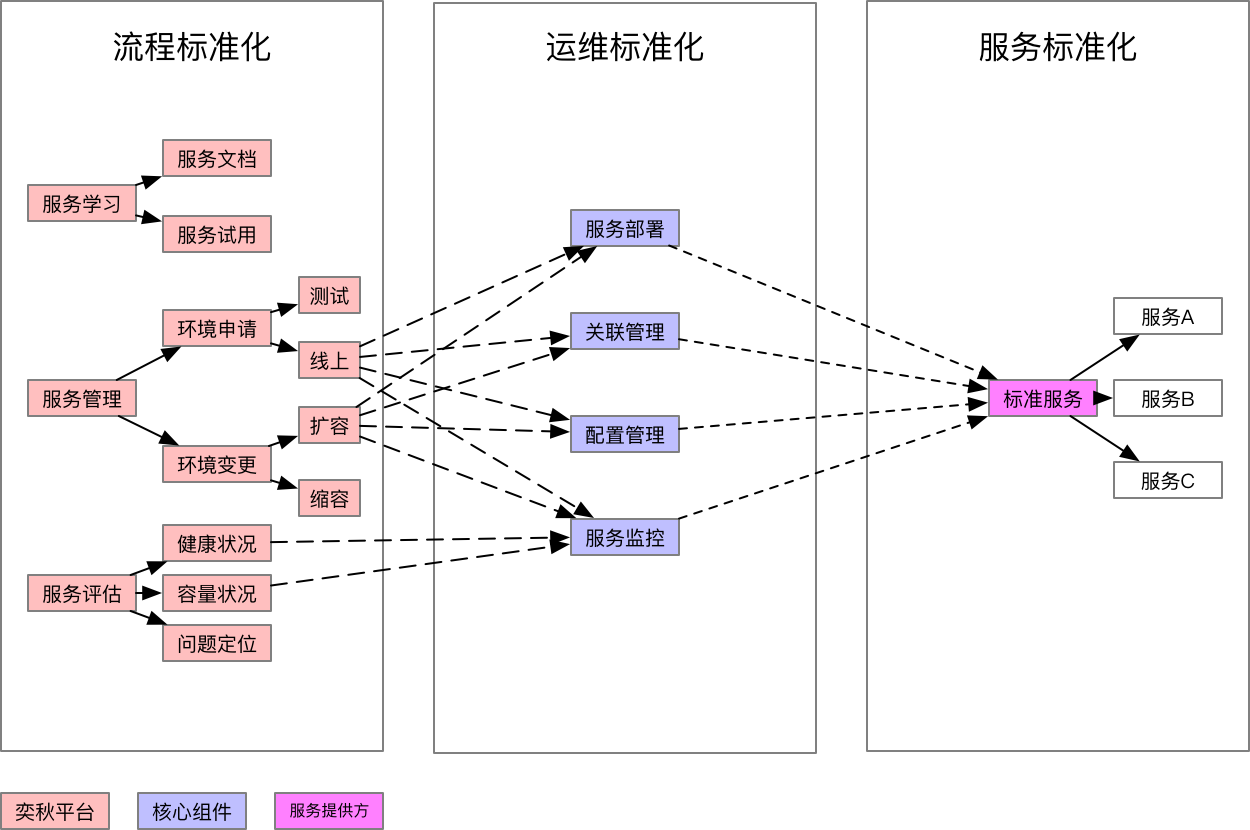 流程标准化
运维标准化
服务标准化
服务学习
服务文档
服务试用
服务管理
环境申请
测试
线上
环境变更
扩容
缩容
服务评估
健康状况
容量状况
问题定位
服务部署
关联管理
配置管理
服务监控
标准服务
服务A
服务B
服务C
奕秋平台
核心组件
服务提供方